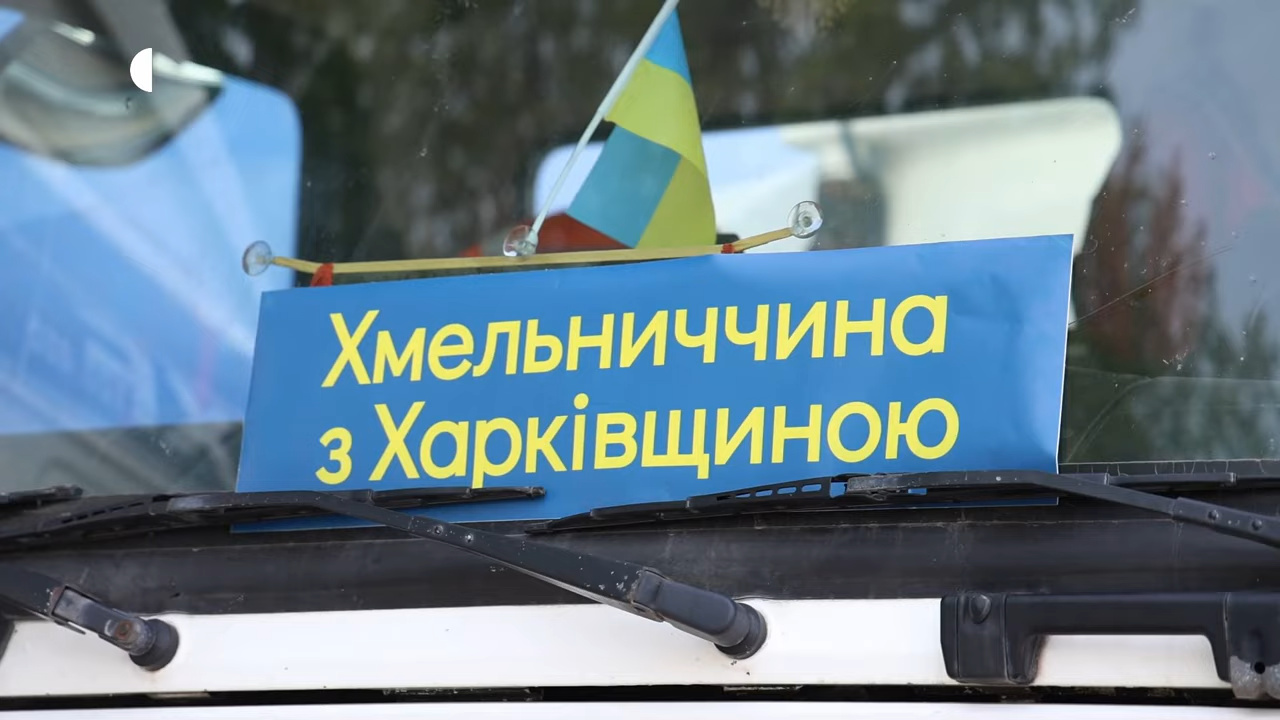 Хмельниччина
з Харківщиною